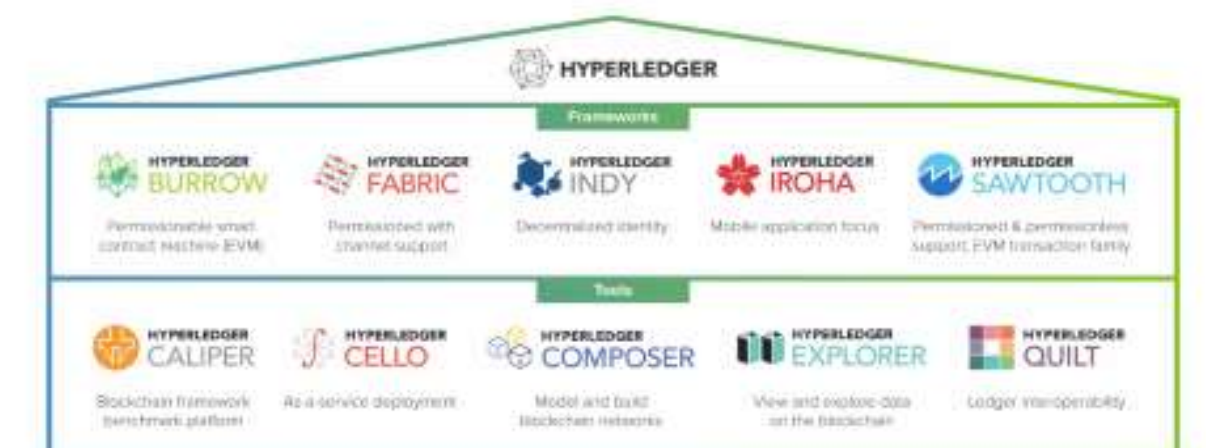 HYPERLEDGER
Frameworks
HYPERLEDGER
BURROW
Permissionable smart
contract machine (EVM)
HYPERLEDGER
FABRIC
Permissioned with
channel support
HYPERLEDGER
INDY
Decentralized identity
HYPERLEDGER
IROHA
Mobile application focus
HYPERLEDGER
SAWTOOTH
Permissioned & permissionless
support; EVM transaction family
Tools
HYPERLEDGER
CALIPER
Blockchain framework
benchmark platform
HYPERLEDGER
CELLO
As-a-service deployment
HYPERLEDGER
COMPOSER
Model and build
blockchain networks
HYPERLEDGER
EXPLORER
View and explore data
on the blockchain
HYPERLEDGER
QUILT
Ledger interoperability